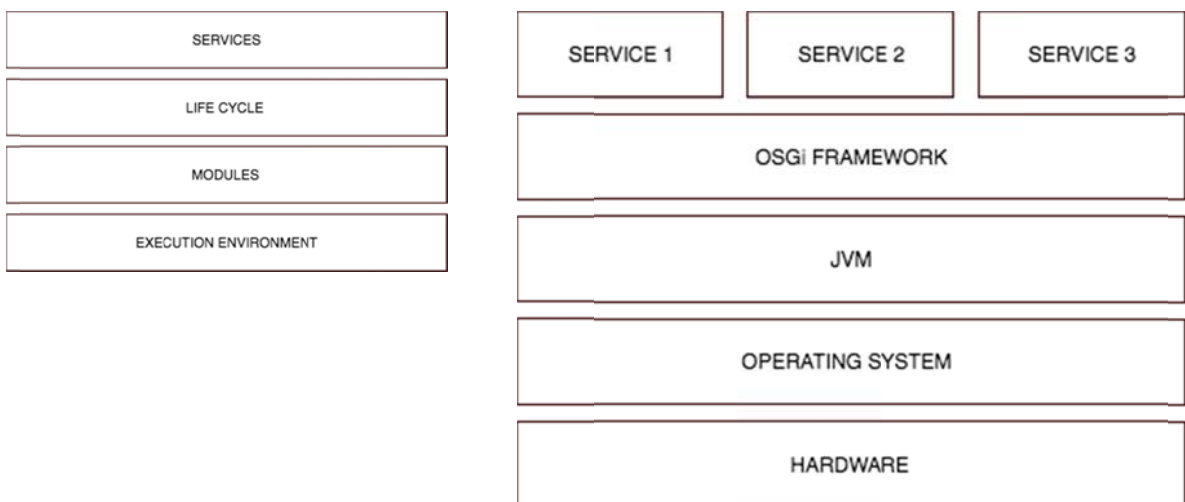 SERVICES
LIFE CYCLE
MODULES
EXECUTION ENVIRONMENT
SERVICE 1
SERVICE 2
SERVICE 3
OSGi FRAMEWORK
JVM
OPERATING SYSTEM
HARDWARE